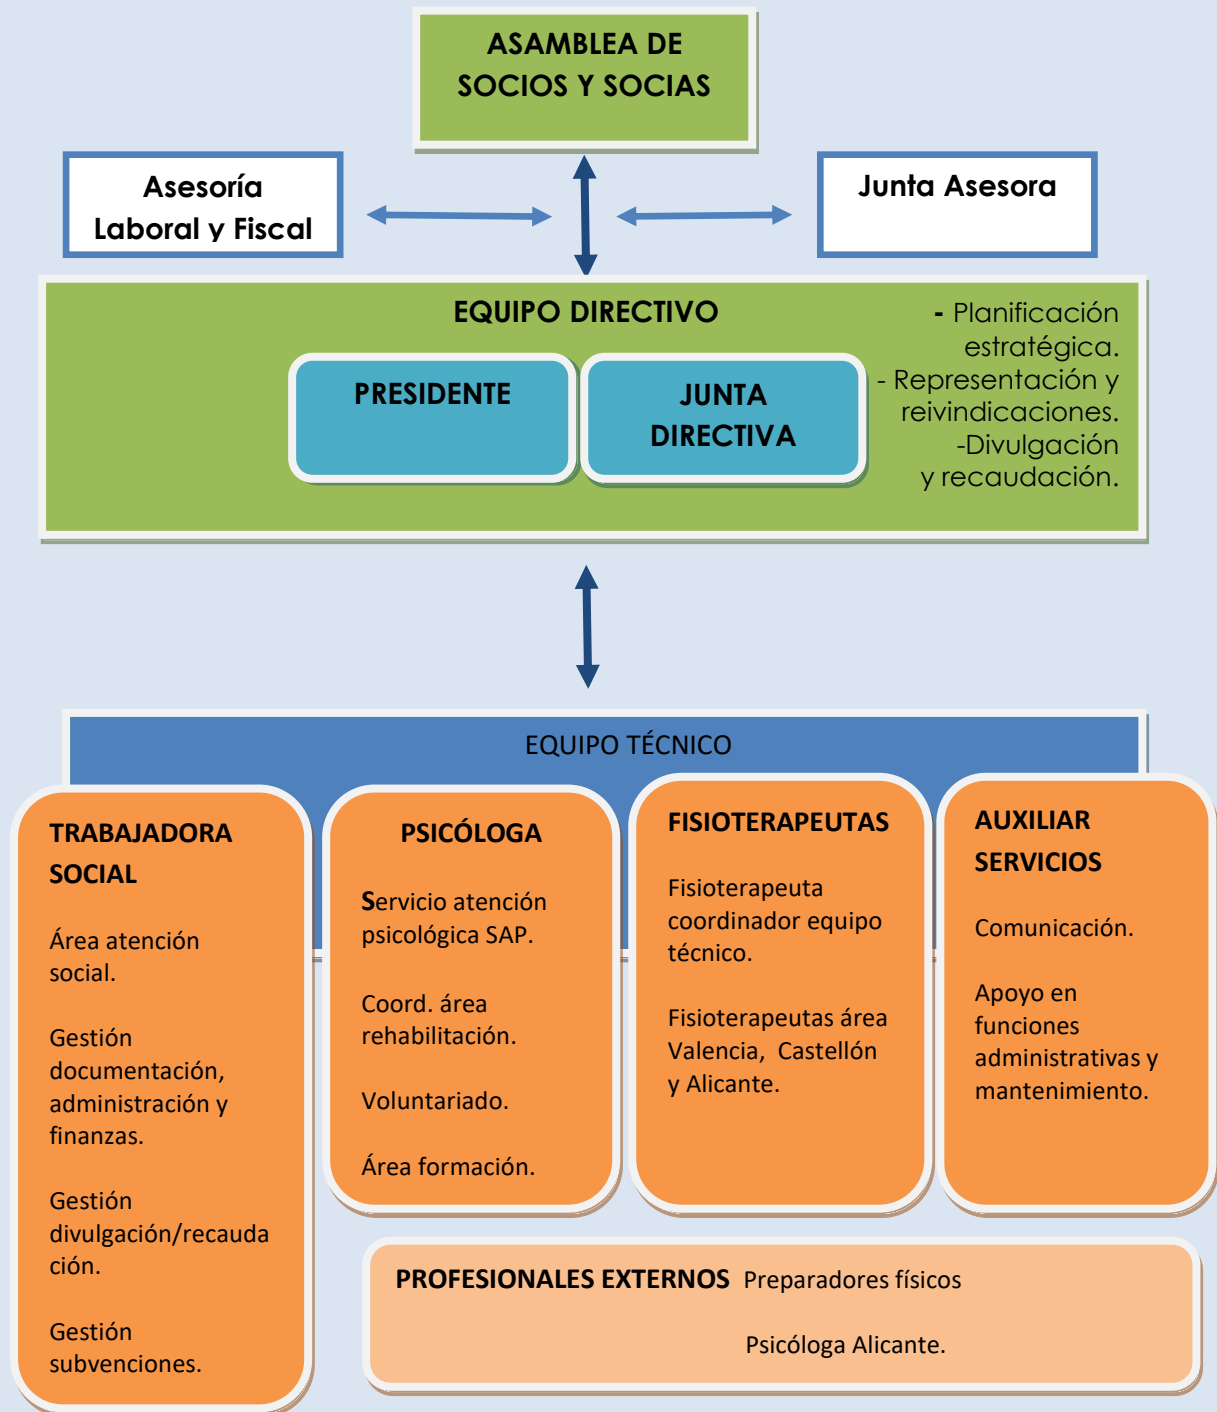 ASAMBLEA DE
SOCIOS Y SOCIAS
Asesoría
Laboral y Fiscal
Junta Asesora
EQUIPO DIRECTIVO
PRESIDENTE
JUNTA
DIRECTIVA
- Planificación
estratégica.
- Representación y
reivindicaciones.
-Divulgación
y recaudación.
EQUIPO TÉCNICO
TRABAJADORA
SOCIAL
Área atención
social.
Gestión
documentación,
administración y
finanzas.
Gestión
divulgación/recauda
ción.
Gestión
subvenciones.
PSICÓLOGA
Servicio atención
psicológica SAP.
Coord. área
rehabilitación.
Voluntariado.
Área formación.
FISIOTERAPEUTAS
Fisioterapeuta
coordinador equipo
técnico.
Fisioterapeutas área
Valencia, Castellón
y Alicante.
AUXILIAR
SERVICIOS
Comunicación.
Apoyo en
funciones
administrativas y
mantenimiento.
PROFESIONALES EXTERNOS Preparadores físicos
Psicóloga Alicante.